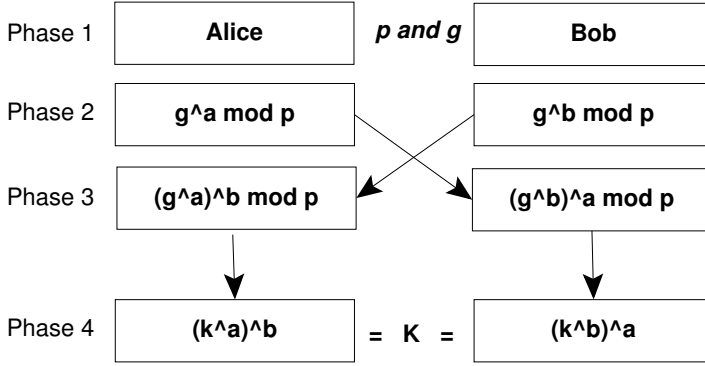 Phase 1 Alice p and g Bob
Phase 2 g^a mod p g^b mod p
Phase 3 (g^a)^b mod p (g^b)^a mod p
Phase 4 (k^a)^b = K = (k^b)^a